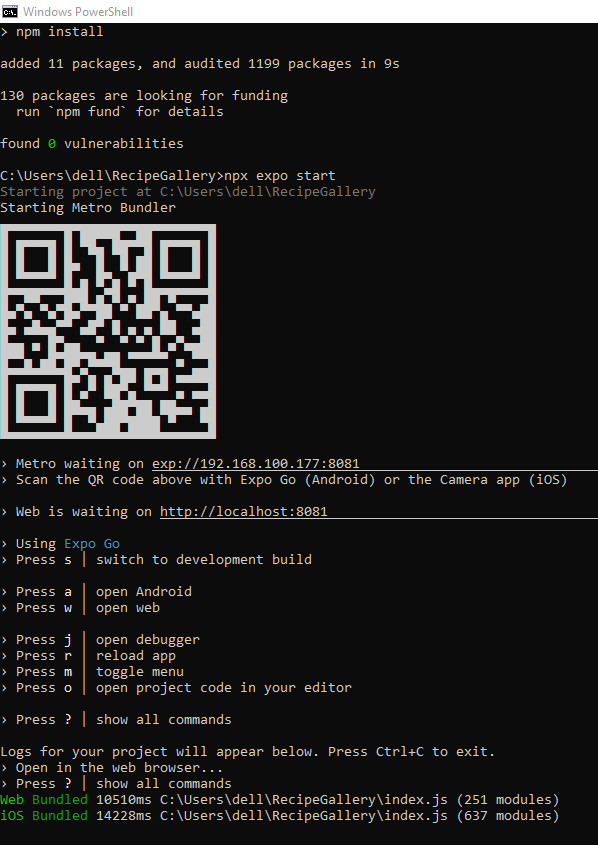 Windows PowerShell
> npm install
added 11 packages, and audited 1199 packages in 9s
130 packages are looking for funding
run `npm fund` for details
found 0 vulnerabilities
C:\Users\dell\RecipeGallery>npx expo start
Starting project at C:\Users\dell\RecipeGallery
Starting Metro Bundler
› Metro waiting on exp://192.168.100.177:8081
› Scan the QR code above with Expo Go (Android) or the Camera app (iOS)
› Web is waiting on http://localhost:8081
› Using Expo Go
› Press s │ switch to development build
› Press a │ open Android
› Press w │ open web
› Press j │ open debugger
› Press r │ reload app
› Press m │ toggle menu
› Press o │ open project code in your editor
› Press ? │ show all commands
Logs for your project will appear below. Press Ctrl+C to exit.
› Open in the web browser...
› Press ? │ show all commands
Web Bundled 10510ms C:\Users\dell\RecipeGallery\index.js (251 modules)
iOS Bundled 14228ms C:\Users\dell\RecipeGallery\index.js (637 modules)